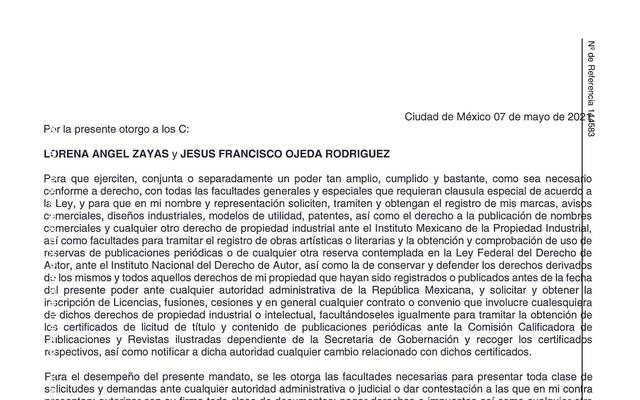 Ciudad de México 07 de mayo de 2021
Por la presente otorgo a los C:
LORENA ANGEL ZAYAS y JESUS FRANCISCO OJEDA RODRIGUEZ
Para que ejerciten, conjunta o separadamente un poder tan amplio, cumplido y bastante, como sea necesario
conforme a derecho, con todas las facultades generales y especiales que requieran clausula especial de acuerdo a
la Ley, y para que en mi nombre y representación soliciten, tramiten y obtengan el registro de mis marcas, avisos
comerciales, diseños industriales, modelos de utilidad, patentes, así como el derecho a la publicación de nombres
comerciales y cualquier otro derecho de propiedad industrial ante el Instituto Mexicano de la Propiedad Industrial,
así como facultades para tramitar el registro de obras artísticas o literarias y la obtención y comprobación de uso de
reservas de publicaciones periódicas o de cualquier otra reserva contemplada en la Ley Federal del Derecho de
Autor, ante el Instituto Nacional del Derecho de Autor, así como la de conservar y defender los derechos derivados
de los mismos y todos aquellos derechos de mi propiedad que hayan sido registrados o publicados antes de la fecha
del presente poder ante cualquier autoridad administrativa de la República Mexicana, y solicitar y obtener la
inscripción de Licencias, fusiones, cesiones y en general cualquier contrato o convenio que involucre cualesquiera
de dichos derechos de propiedad industrial o intelectual, facultándoseles igualmente para tramitar la obtención de
los certificados de licitud de título y contenido de publicaciones periódicas ante la Comisión Calificadora de
Publicaciones y Revistas ilustradas dependiente de la Secretaria de Gobernación y recoger los certificados
respectivos, así como notificar a dicha autoridad cualquier cambio relacionado con dichos certificados.
Para el desempeño del presente mandato, se les otorga las facultades necesarias para presentar toda clase de
solicitudes y demandas ante cualquier autoridad administrativa o judicial o dar contestación a las que en mi contra
Nº de Referencia 144583